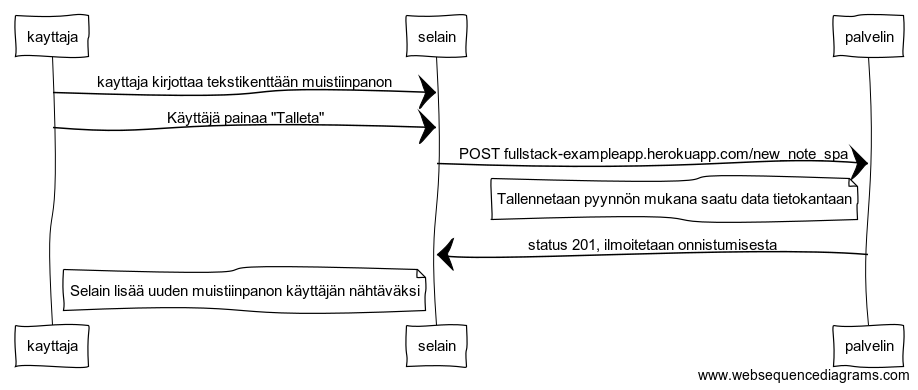 kayttaja
selain
palvelin
kayttaja kirjottaa tekstikenttään muistiinpanon
Käyttäjä painaa "Talleta"
POST fullstack-exampleapp.herokuapp.com/new_note_spa
Tallennetaan pyynnön mukana saatu data tietokantaan
status 201, ilmoitetaan onnistumisesta
Selain lisää uuden muistiinpanon käyttäjän nähtäväksi
kayttaja
selain
palvelin
www.websequencediagrams.com